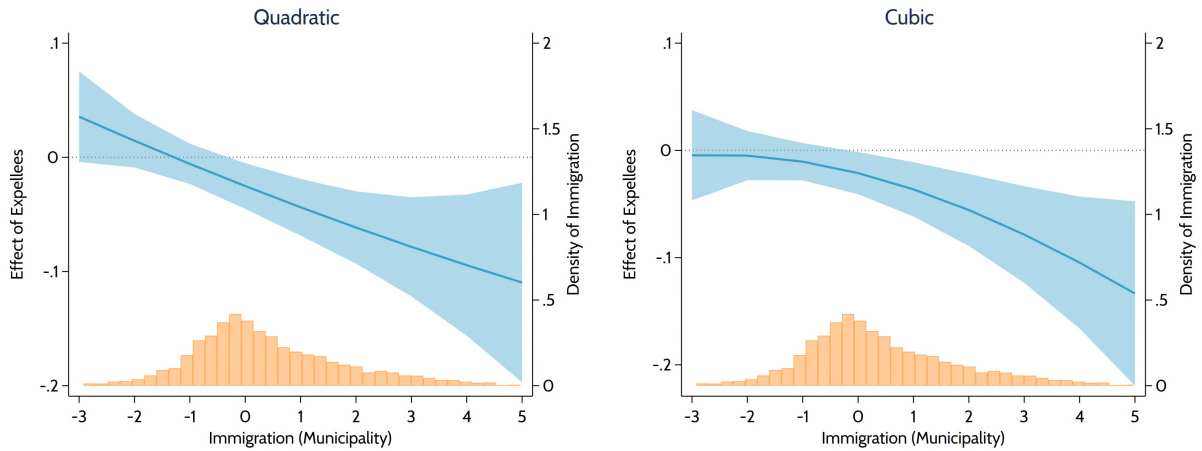 Quadratic
.1
0
-.1
-.2
Effect of Expellees
2
1.5
1
.5
0
Density of Immigration
-3 -2 -1 0 1 2 3 4 5
Immigration (Municipality)
Cubic
.1
0
-.1
-.2
Effect of Expellees
2
1.5
1
.5
0
Density of Immigration
-3 -2 -1 0 1 2 3 4 5
Immigration (Municipality)